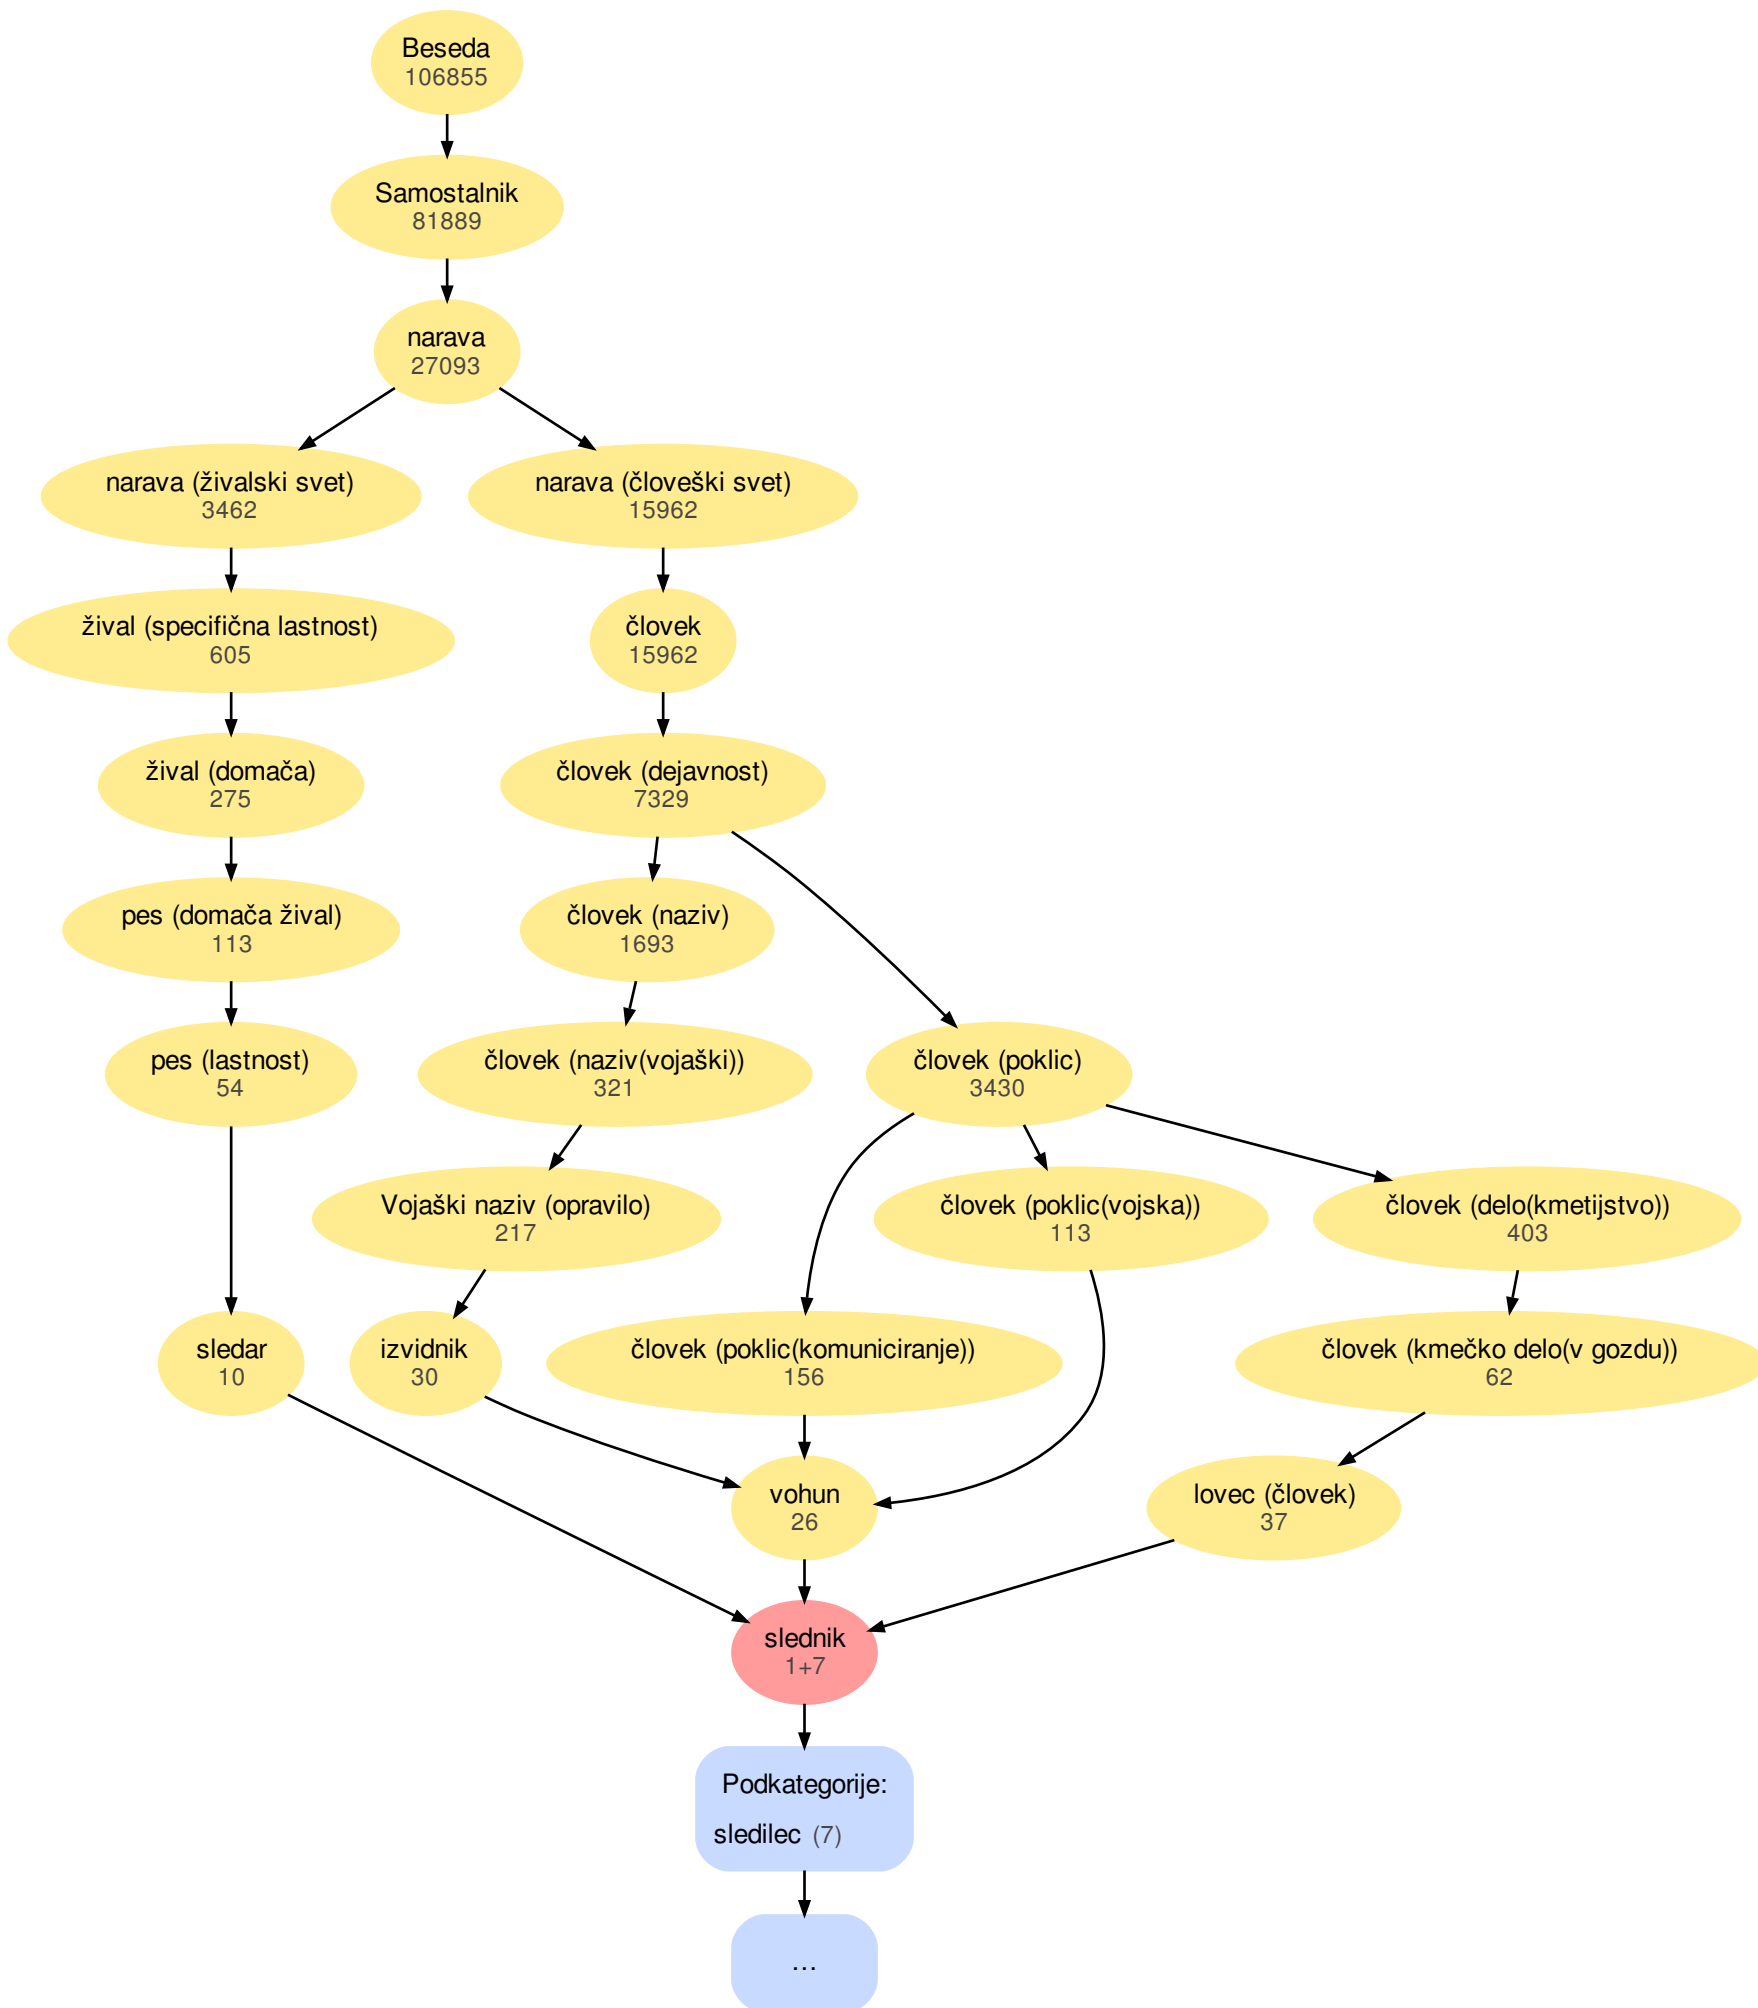 Beseda
106855
Samostalnik
81889
narava
27093
narava (živalski svet)
3462
narava (človeški svet)
15962
žival (specifična lastnost)
605
človek
15962
žival (domača)
275
človek (dejavnost)
7329
pes (domača žival)
113
človek (naziv)
1693
pes (lastnost)
54
človek (naziv(vojaški))
321
človek (poklic)
3430
Vojaški naziv (opravilo)
217
človek (poklic(vojska))
113
človek (delo(kmetijstvo))
403
sledar
10
izvidnik
30
človek (poklic(komuniciranje))
156
človek (kmečko delo(v gozdu))
62
vohun
26
lovec (človek)
37
slednik
1+7
Podkategorije:
sledilec (7)
...